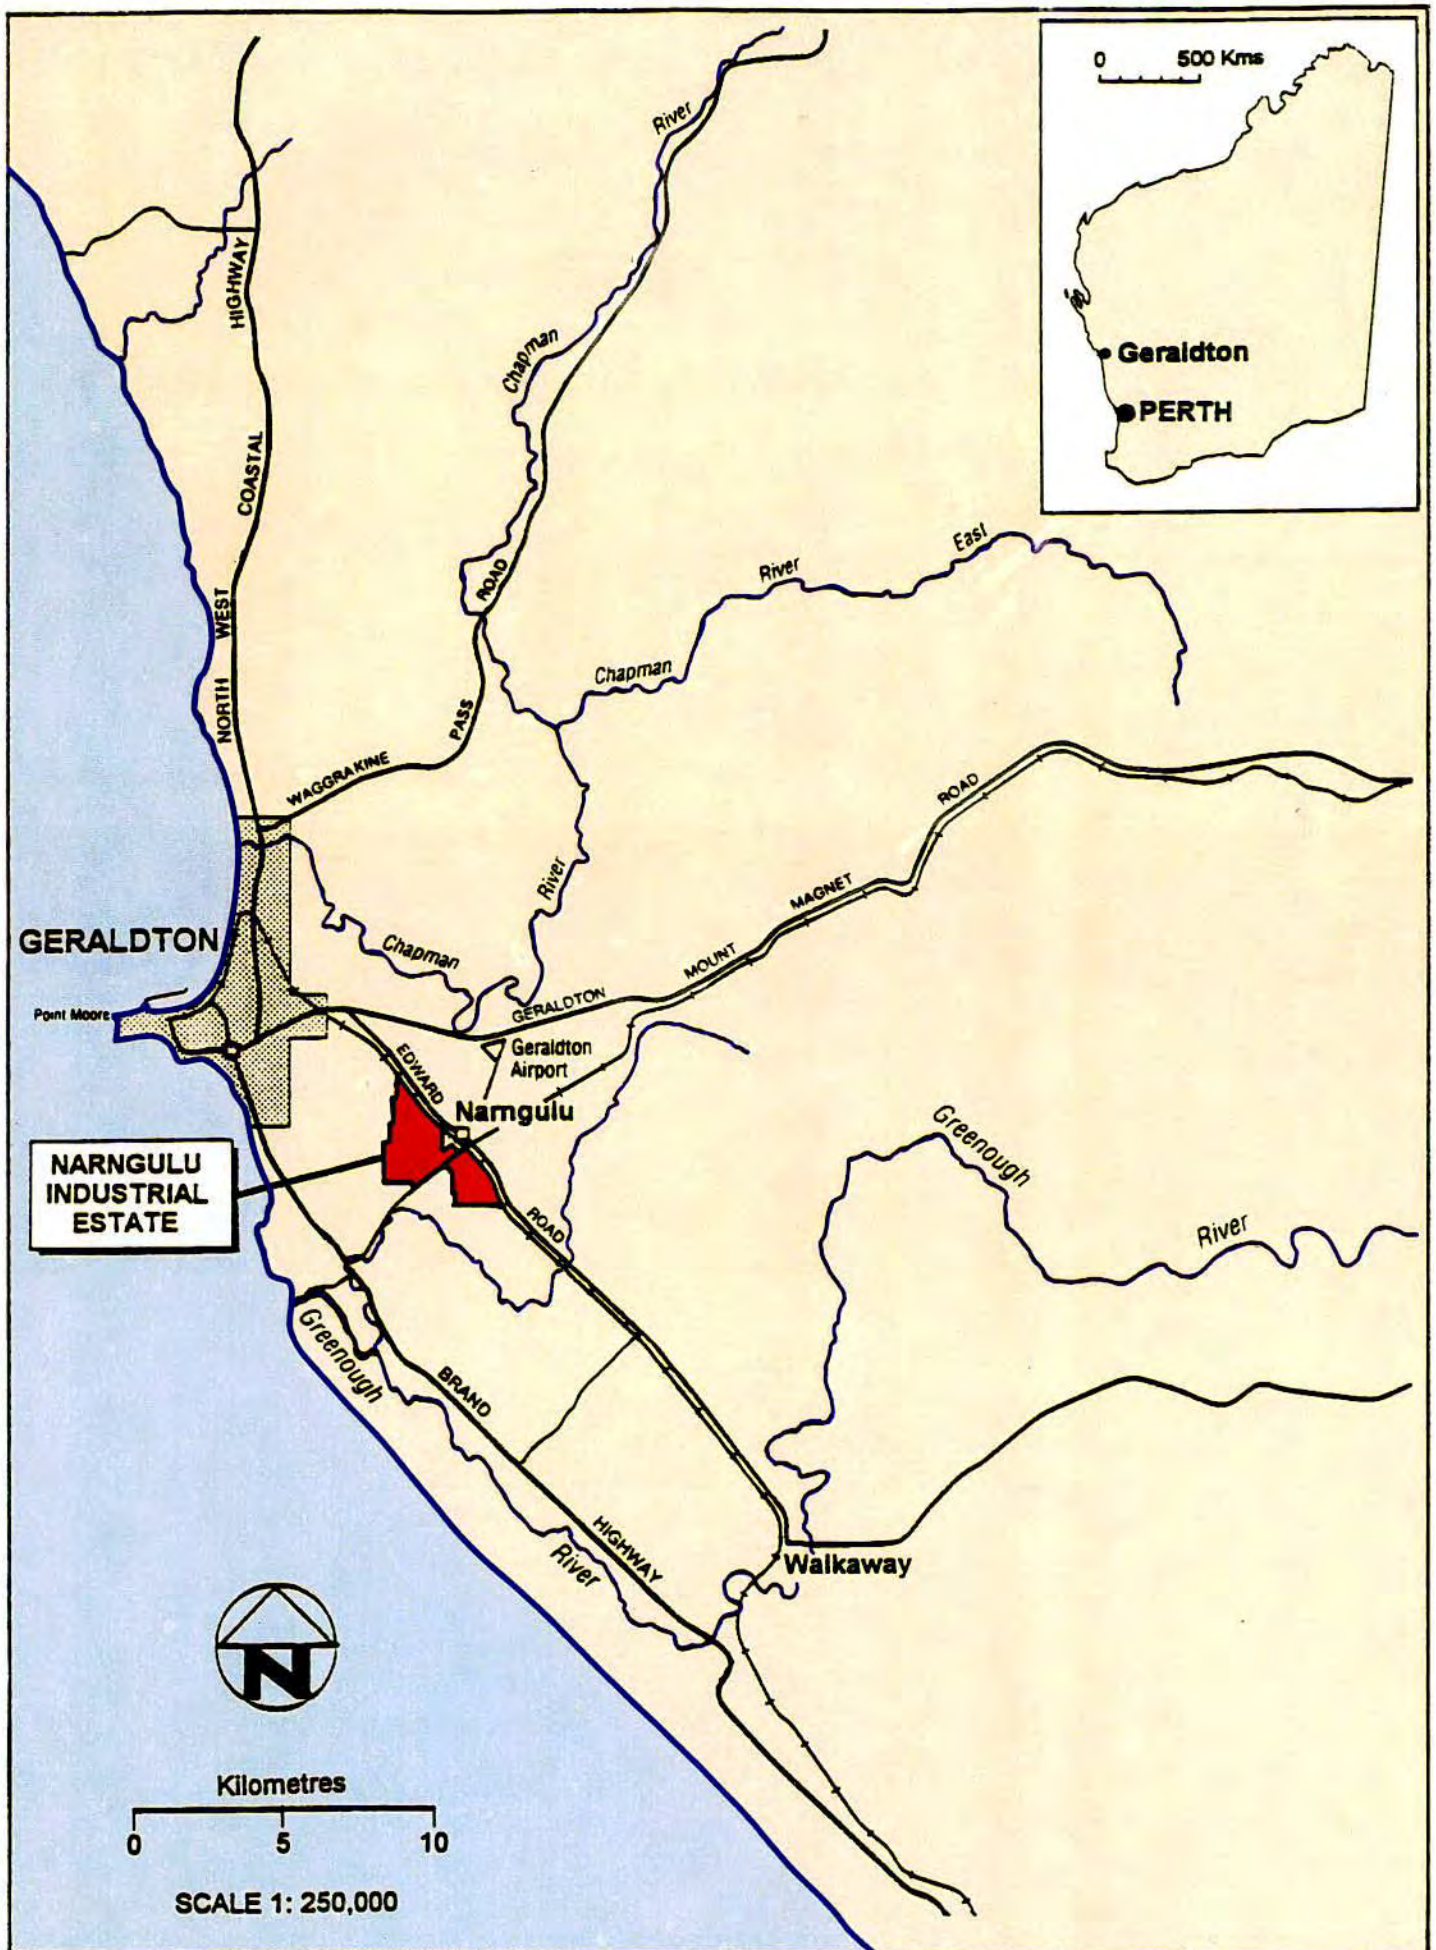 0 500 Kms
Geraldton
PERTH
River
Chapman
ROAD
PASS
WAGGRAKINE
HIGHWAY
COASTAL
WEST
NORTH
East
River
Chapman
River
Chapman
ROAD
MAGNET
MOUNT
GERALDTON
GERALDTON
Point Moore
Geraldton
Airport
EDWARD
Narngulu
ROAD
NARNGULU
INDUSTRIAL
ESTATE
Greenough
River
Greenough
BRAND
HIGHWAY
River
Walkaway
N
Kilometres
0 5 10
SCALE 1: 250,000